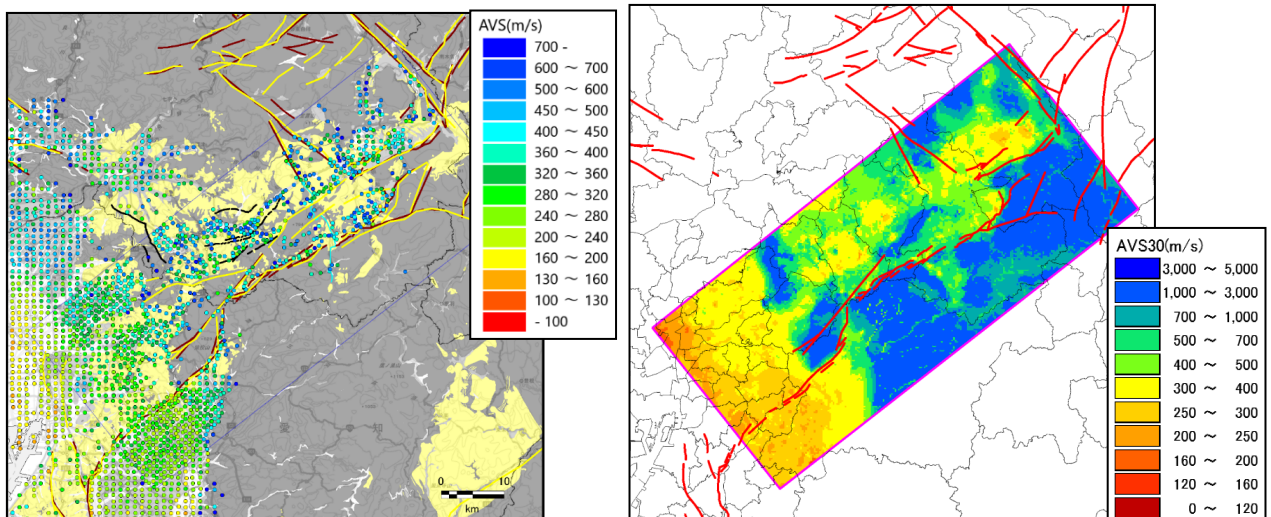 AVS(m/s)
700 -
600 ～ 700
500 ～ 600
450 ～ 500
400 ～ 450
360 ～ 400
320 ～ 360
280 ～ 320
240 ～ 280
200 ～ 240
160 ～ 200
130 ～ 160
100 ～ 130
- 100
0 10
km
AVS30(m/s)
3,000 ～ 5,000
1,000 ～ 3,000
700 ～ 1,000
500 ～ 700
400 ～ 500
300 ～ 400
250 ～ 300
200 ～ 250
160 ～ 200
120 ～ 160
0 ～ 120